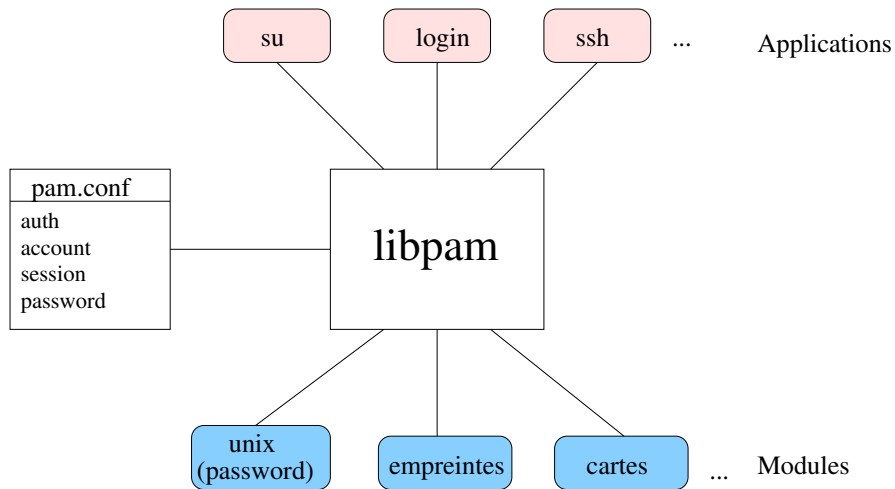 su
login
ssh
...
Applications
pam.conf
auth
account
session
password
libpam
unix
(password)
empreintes
cartes
...
Modules